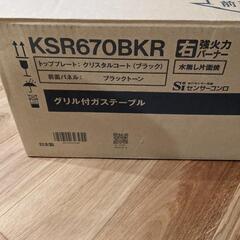 KSR670BKR
右強火力バーナー
トッププレート：クリスタルコート（ブラック）
水無し片面焼
前面パネル：ブラックトーン
Si センサーコンロ
グリル付ガステーブル
日本製